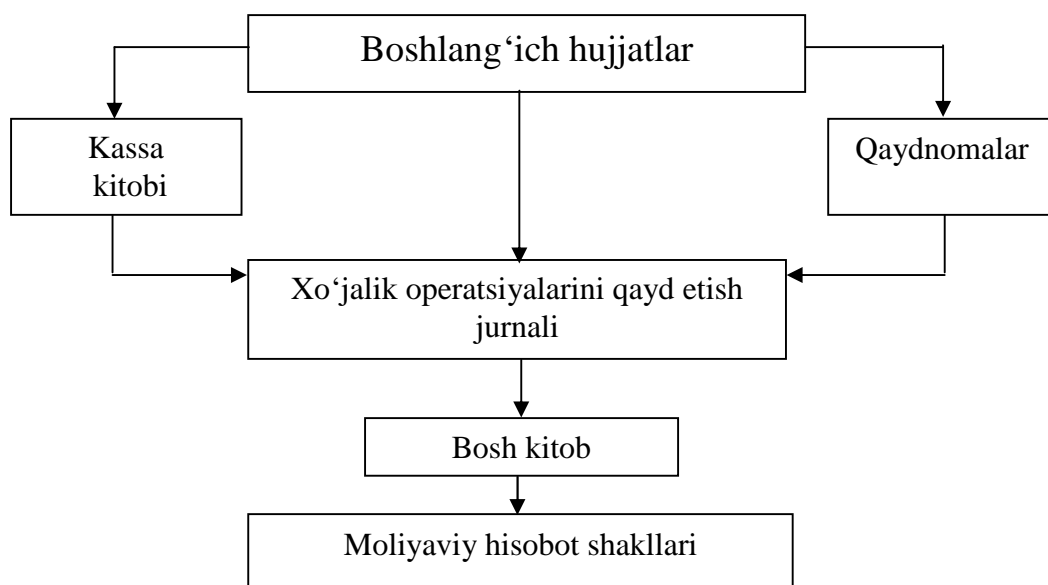 Boshlang‘ich hujjatlar
Kassa
kitobi
Qaydnomalar
Xo‘jalik operatsiyalarini qayd etish
jurnali
Bosh kitob
Moliyaviy hisobot shakllari